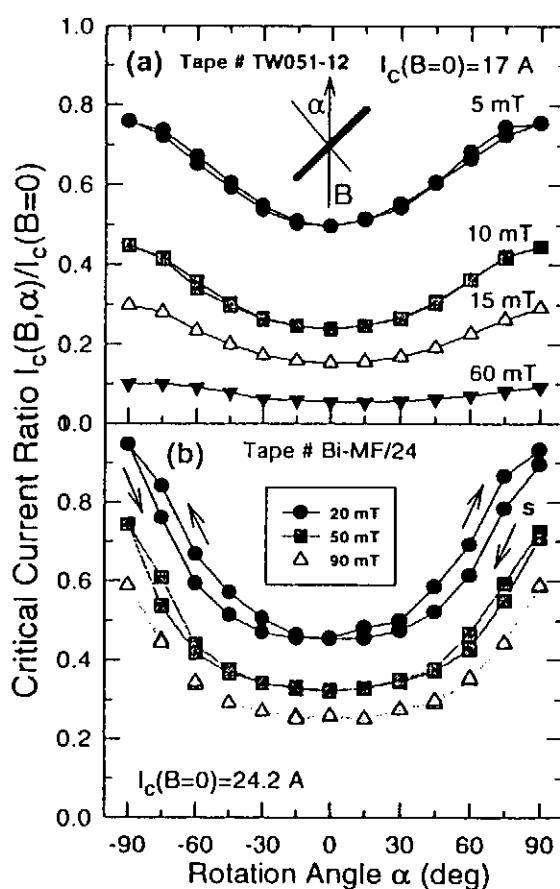 Critical Current Ratio I_c(B,α)/I_c(B=0)
1.0
0.8
0.6
0.4
0.2
0.0
(a) Tape # TW051-12 I_c(B=0)=17 A
α
B
5 mT
10 mT
15 mT
60 mT
(b) Tape # Bi-MF/24
20 mT
50 mT
90 mT
s
0.8
0.6
0.4
0.2
0.0
I_c(B=0)=24.2 A
-90 -60 -30 0 30 60 90
Rotation Angle α (deg)